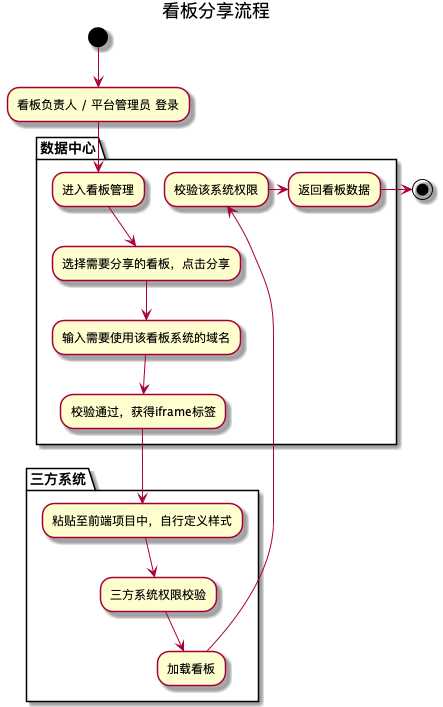 看板分享流程
看板负责人 / 平台管理员 登录
数据中心
进入看板管理
校验该系统权限
返回看板数据
选择需要分享的看板，点击分享
输入需要使用该看板系统的域名
校验通过，获得iframe标签
三方系统
粘贴至前端项目中，自行定义样式
三方系统权限校验
加载看板